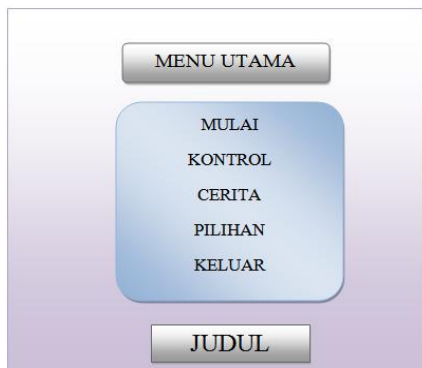 MENU UTAMA
MULAI
KONTROL
CERITA
PILIHAN
KELUAR
JUDUL